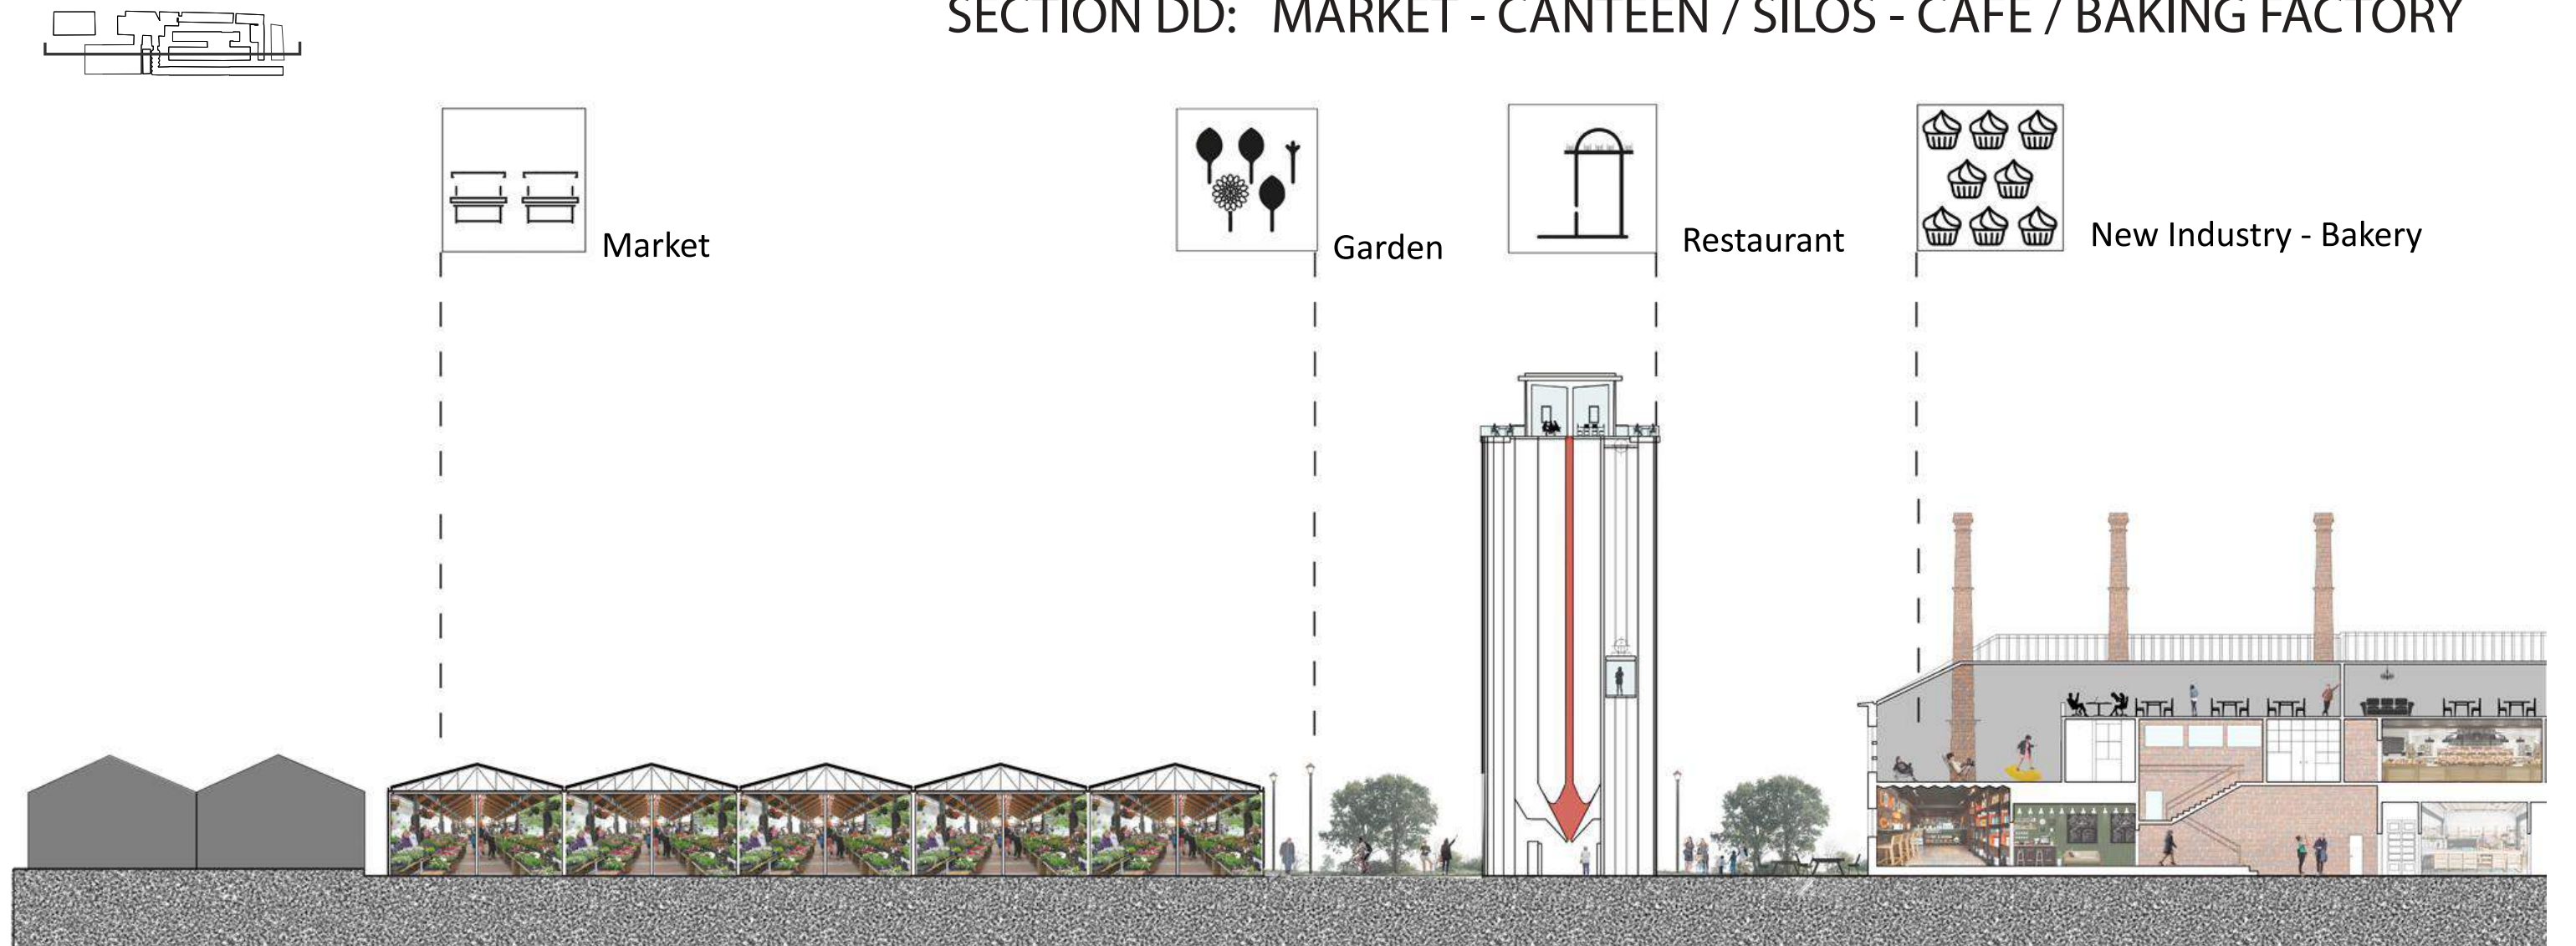 SECTION DD: MARKET - CANTEEN / SILOS - CAFE / BAKING FACTORY
Market
Garden
Restaurant
New Industry - Bakery